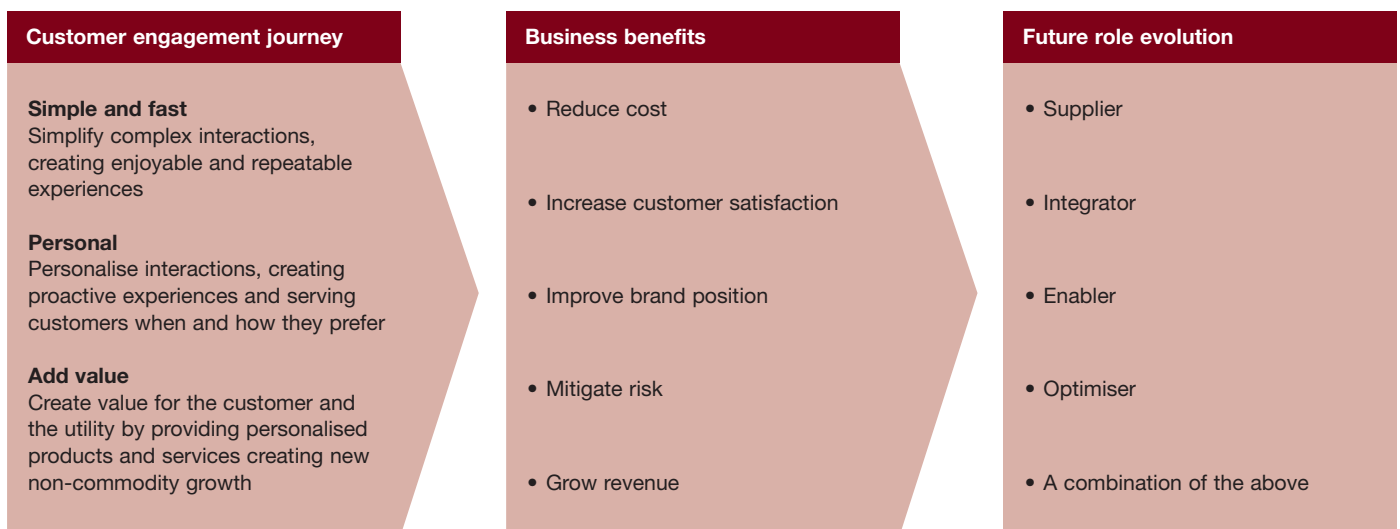 Customer engagement journey
Simple and fast
Simplify complex interactions,
creating enjoyable and repeatable
experiences
Personal
Personalise interactions, creating
proactive experiences and serving
customers when and how they prefer
Add value
Create value for the customer and
the utility by providing personalised
products and services creating new
non-commodity growth
Business benefits
• Reduce cost
• Increase customer satisfaction
• Improve brand position
• Mitigate risk
• Grow revenue
Future role evolution
• Supplier
• Integrator
• Enabler
• Optimiser
• A combination of the above